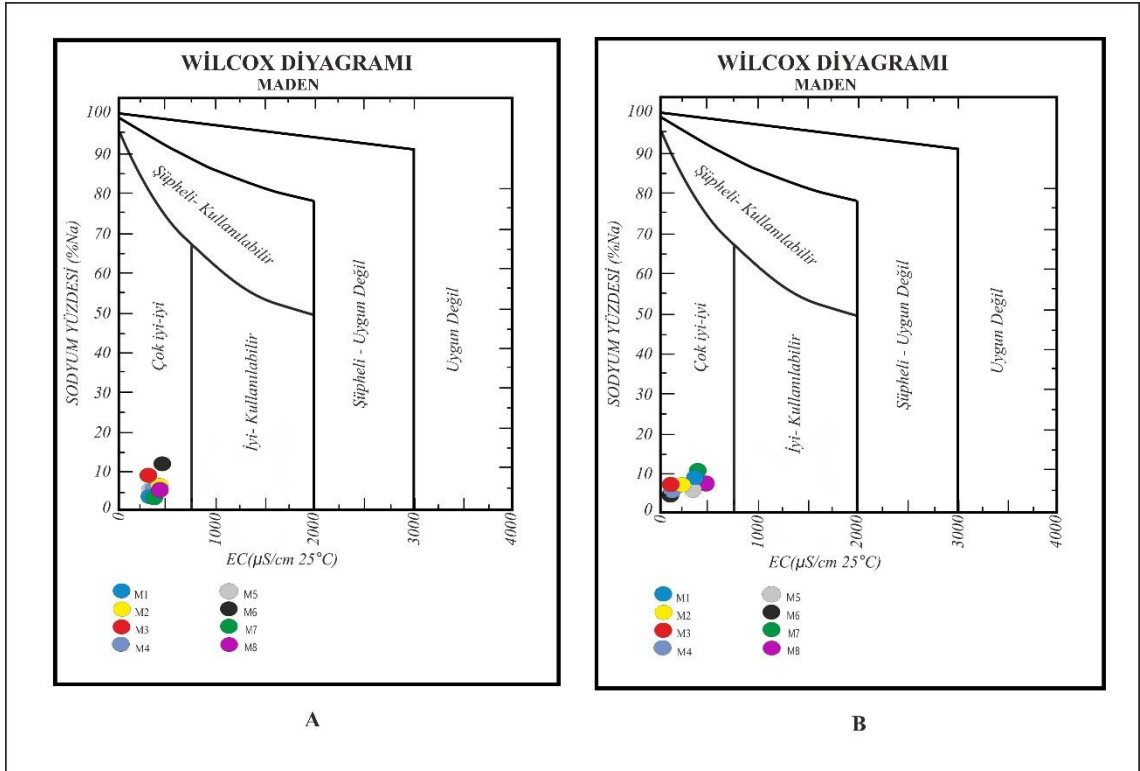 WİLCOX DİYAGRAMI
MADEN
SODYUM YÜZDESİ (%Na)
100
90
80
70
60
50
40
30
20
10
0
Şüpheli- Kullanılabilir
Çok iyi-iyi
İyi- Kullanılabilir
Şüpheli - Uygun Değil
Uygun Değil
0
1000
2000
3000
4000
EC(µS/cm 25°C)
M1
M2
M3
M4
M5
M6
M7
M8
A
WİLCOX DİYAGRAMI
MADEN
SODYUM YÜZDESİ (%Na)
100
90
80
70
60
50
40
30
20
10
0
Şüpheli- Kullanılabilir
Çok iyi-iyi
İyi- Kullanılabilir
Şüpheli - Uygun Değil
Uygun Değil
0
1000
2000
3000
4000
EC(µS/cm 25°C)
M1
M2
M3
M4
M5
M6
M7
M8
B